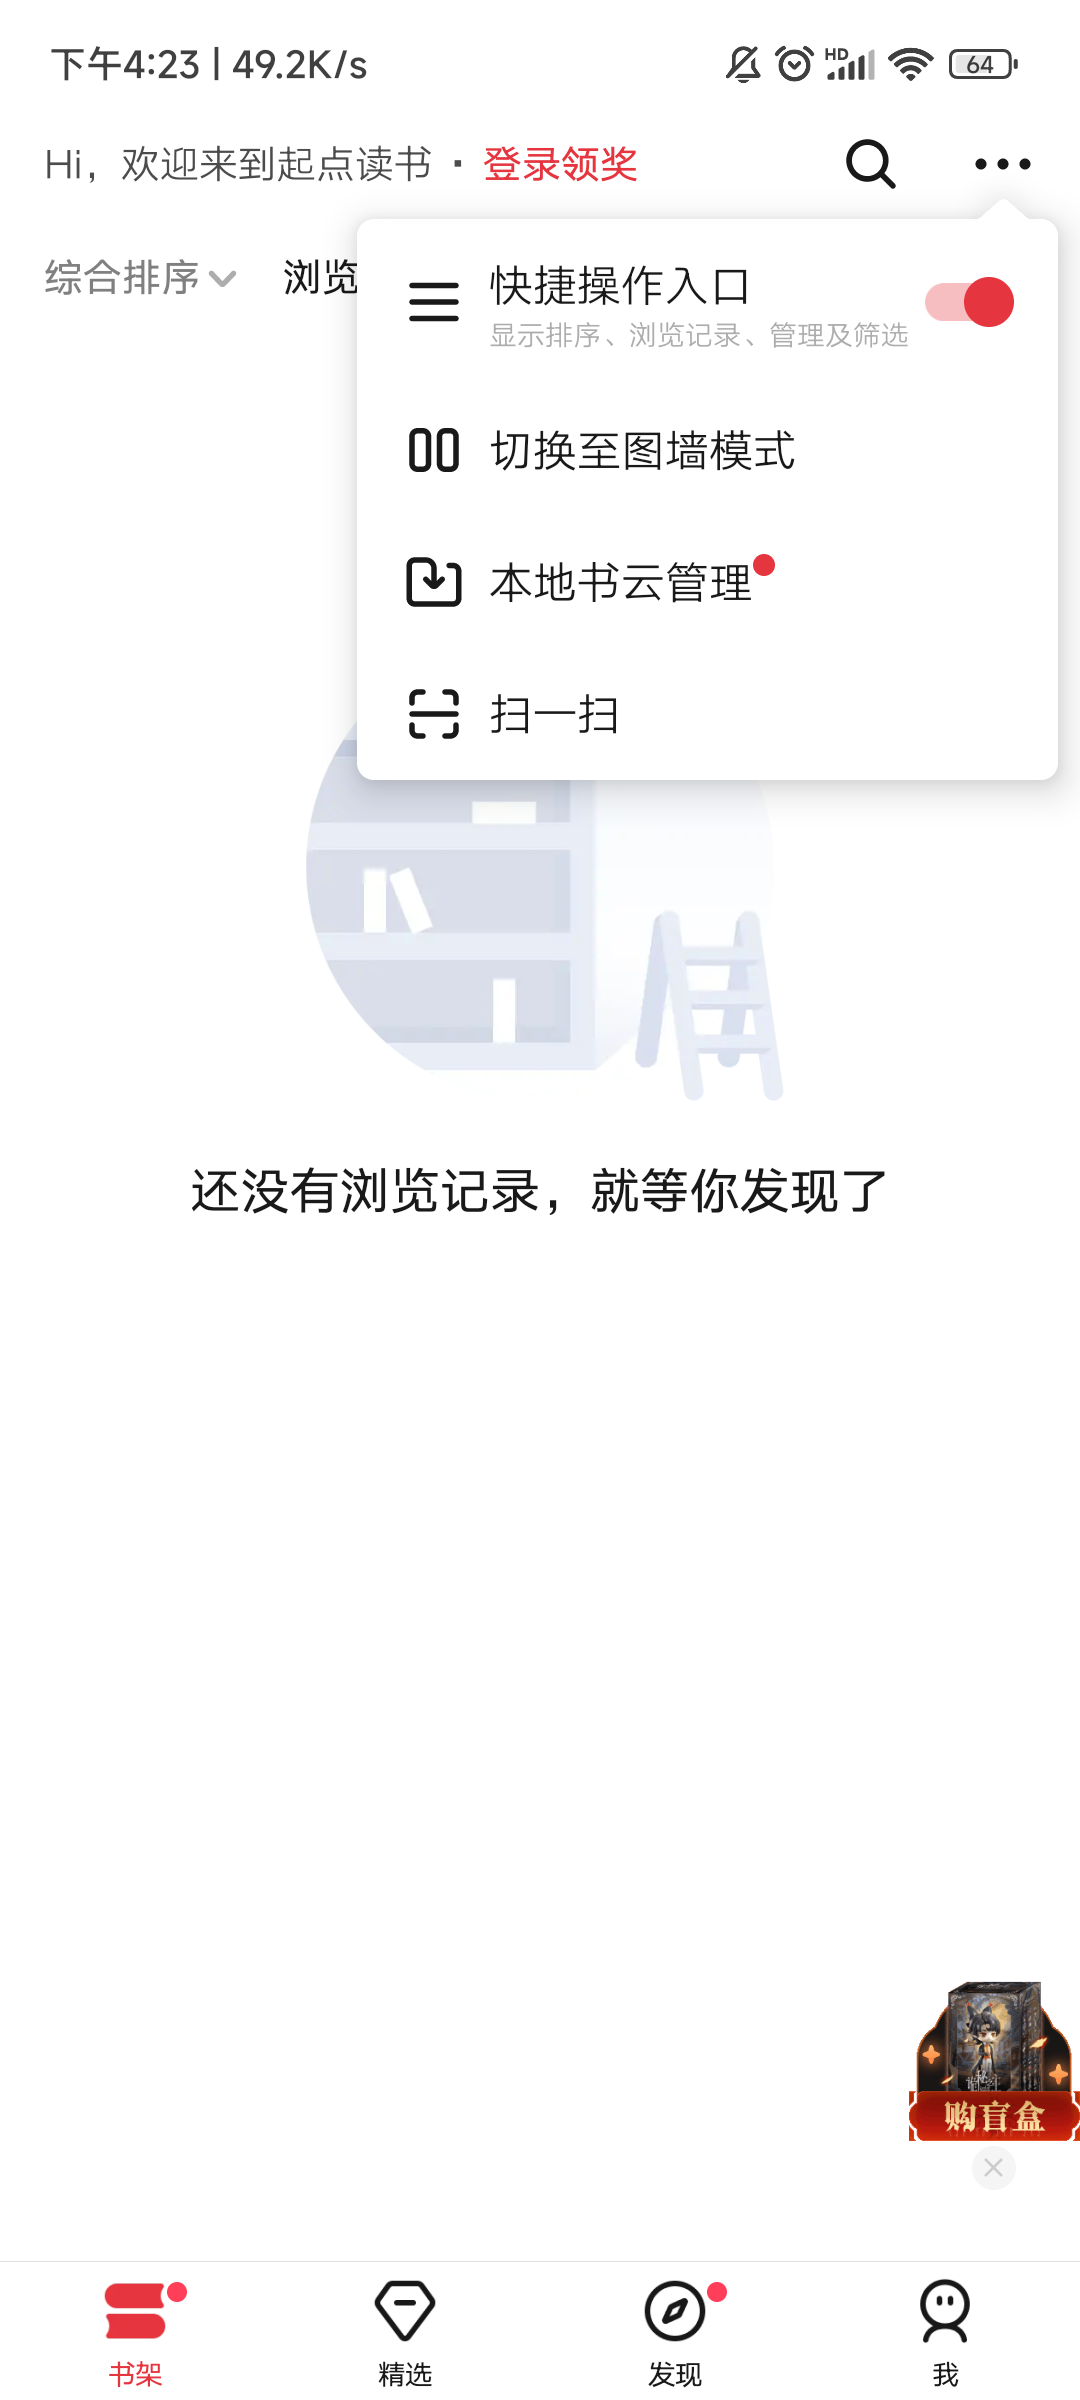 下午4:23 | 49.2K/s
HD
64
Hi，欢迎来到起点读书 · 登录领奖
综合排序 浏览
快捷操作入口
显示排序、浏览记录、管理及筛选
切换至图墙模式
本地书云管理
扫一扫
还没有浏览记录，就等你发现了
购盲盒
书架 精选 发现 我